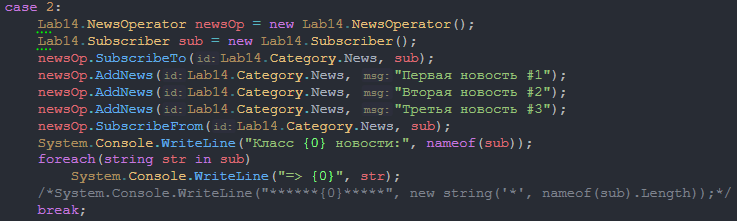 case 2:
Lab14.NewsOperator newsOp = new Lab14.NewsOperator();
Lab14.Subscriber sub = new Lab14.Subscriber();
newsOp.SubscribeTo(id: Lab14.Category.News, sub);
newsOp.AddNews(id: Lab14.Category.News, msg: "Первая новость #1");
newsOp.AddNews(id: Lab14.Category.News, msg: "Вторая новость #2");
newsOp.AddNews(id: Lab14.Category.News, msg: "Третья новость #3");
newsOp.SubscribeFrom(id: Lab14.Category.News, sub);
System.Console.WriteLine("Класс {0} новости:", nameof(sub));
foreach(string str in sub)
System.Console.WriteLine("=> {0}", str);
/*System.Console.WriteLine("******{0}*****", new string('*', nameof(sub).Length));*/
break;